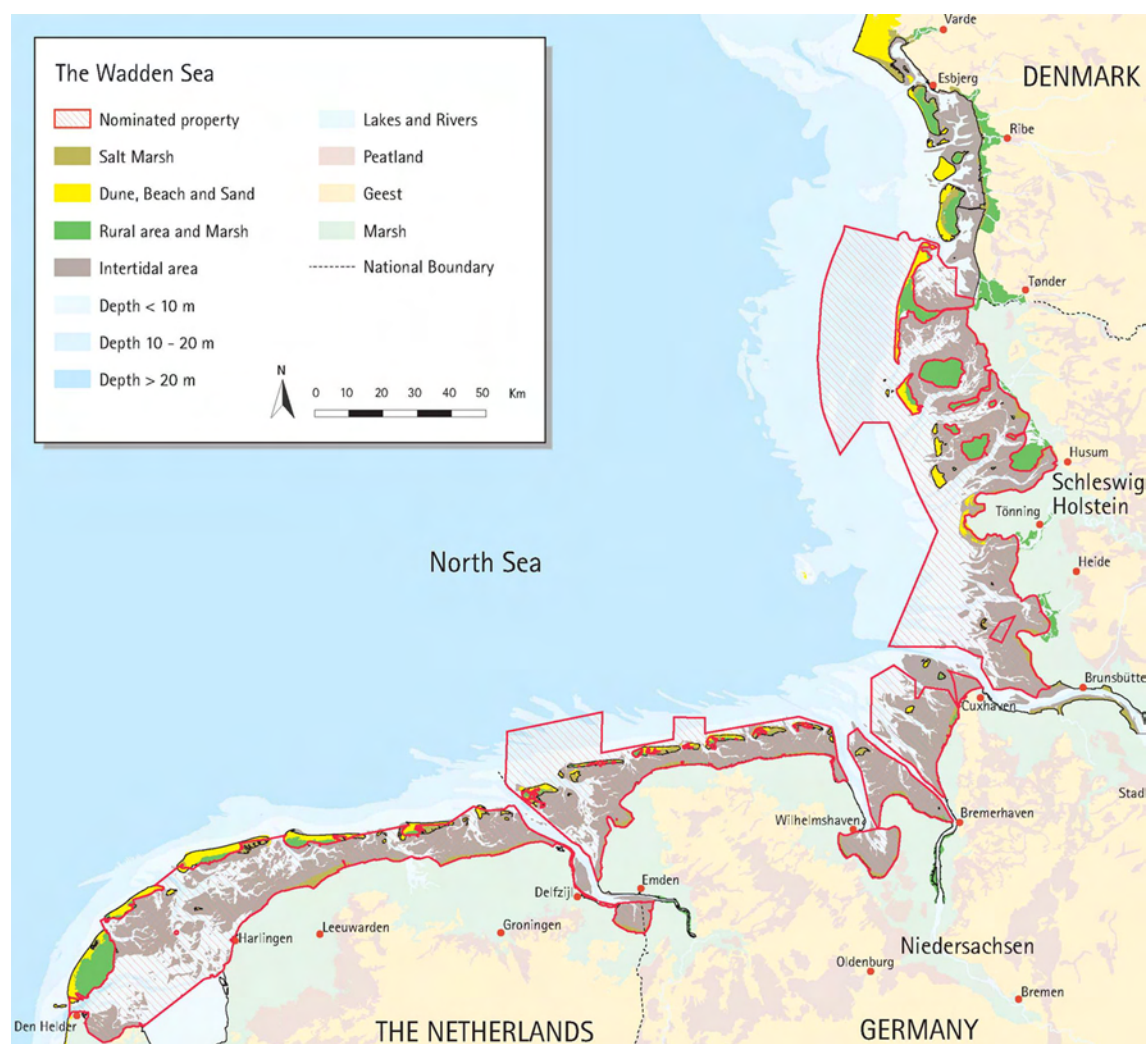 The Wadden Sea
Nominated property
Salt Marsh
Dune, Beach and Sand
Rural area and Marsh
Intertidal area
Depth < 10 m
Depth 10 - 20 m
Depth > 20 m
Lakes and Rivers
Peatland
Geest
Marsh
National Boundary
N
0 10 20 30 40 50 Km
Varde
DENMARK
Esbjerg
Ribe
Tønder
Husum
Schleswig
Holstein
Tönning
Heide
North Sea
Brunsbütte
Cuxhaven
Stad
Wilhelmshaven
Bremerhaven
Emden
Delfzijl
Groningen
Leeuwarden
Harlingen
Niedersachsen
Oldenburg
Bremen
Den Helder
THE NETHERLANDS
GERMANY